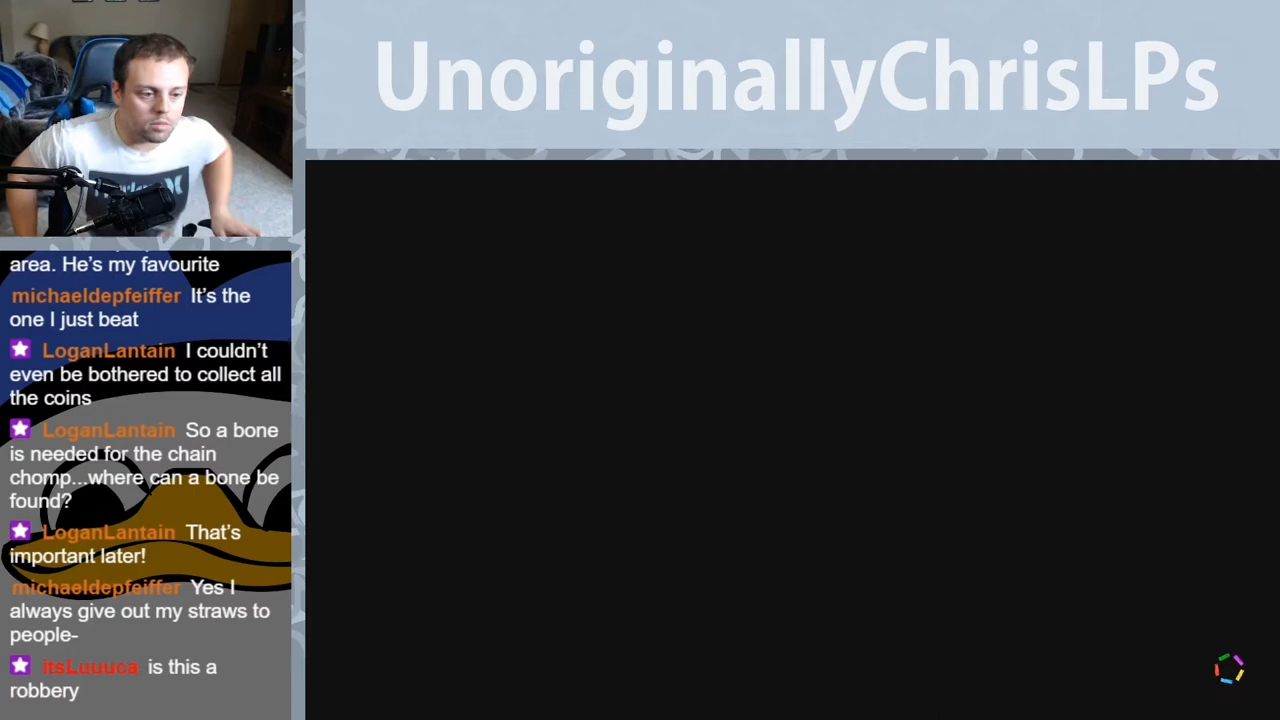 UnoriginallyChrisLPs
area. He's my favourite
michaeldepfeiffer It's the
one I just beat
LoganLantain I couldn't
even be bothered to collect all
the coins
LoganLantain So a bone
is needed for the chain
chomp...where can a bone be
found?
LoganLantain That's
important later!
michaeldepfeiffer Yes I
always give out my straws to
people-
itsLuuuca is this a
robbery